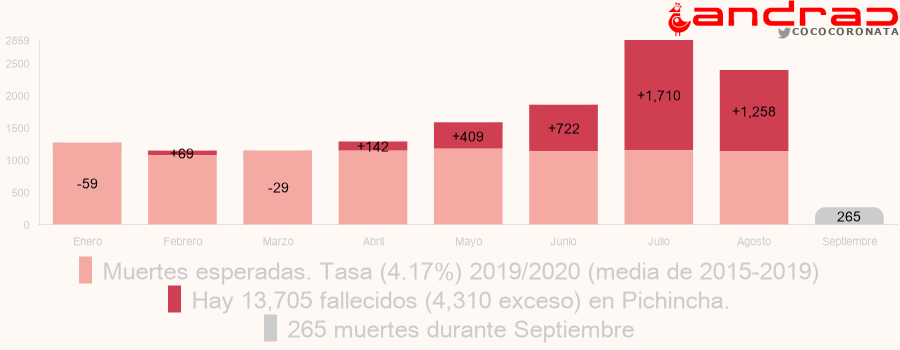 andrac
COCOCORONATA
2859
2500
2000
1500
1000
500
0
-59
+69
-29
+142
+409
+722
+1,710
+1,258
265
Enero Febrero Marzo Abril Mayo Junio Julio Agosto Septiembre
Muertes esperadas. Tasa (4.17%) 2019/2020 (media de 2015-2019)
Hay 13,705 fallecidos (4,310 exceso) en Pichincha.
265 muertes durante Septiembre